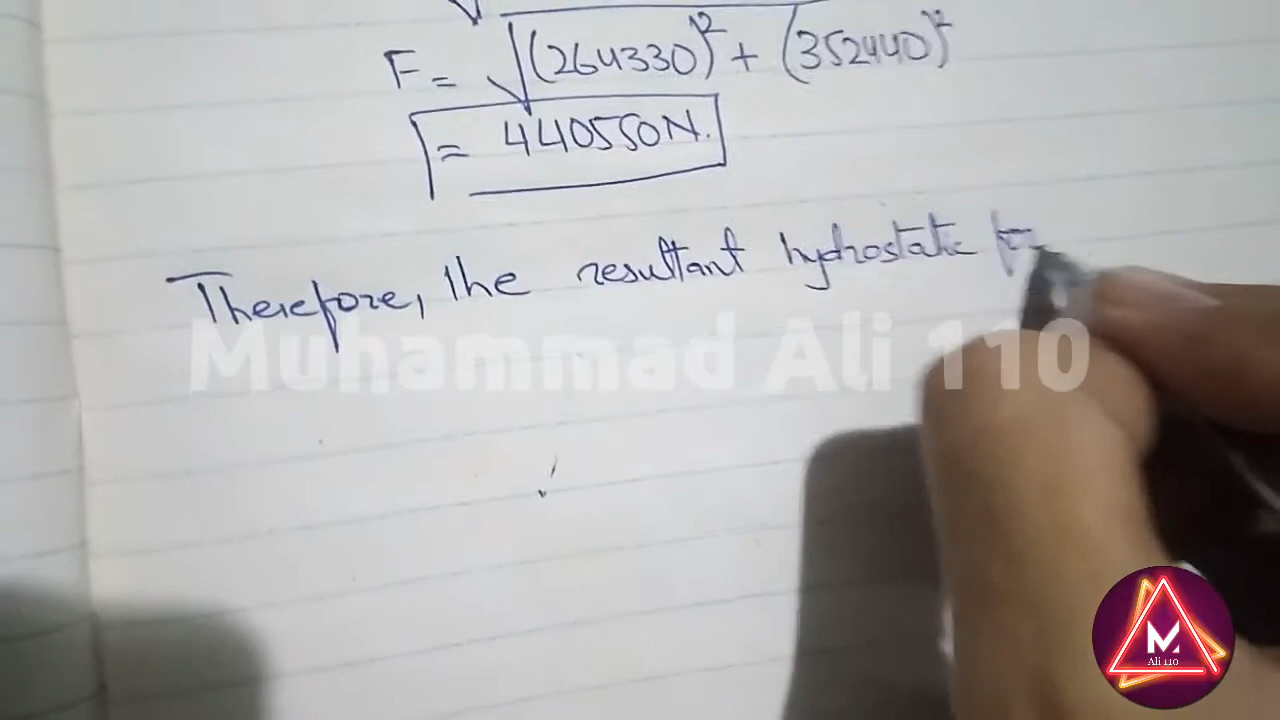 F = √(264330)² + (352440)²
= 440550N.
Therefore, the resultant hydrostatic
Muhammad Ali 110
M
Ali 110